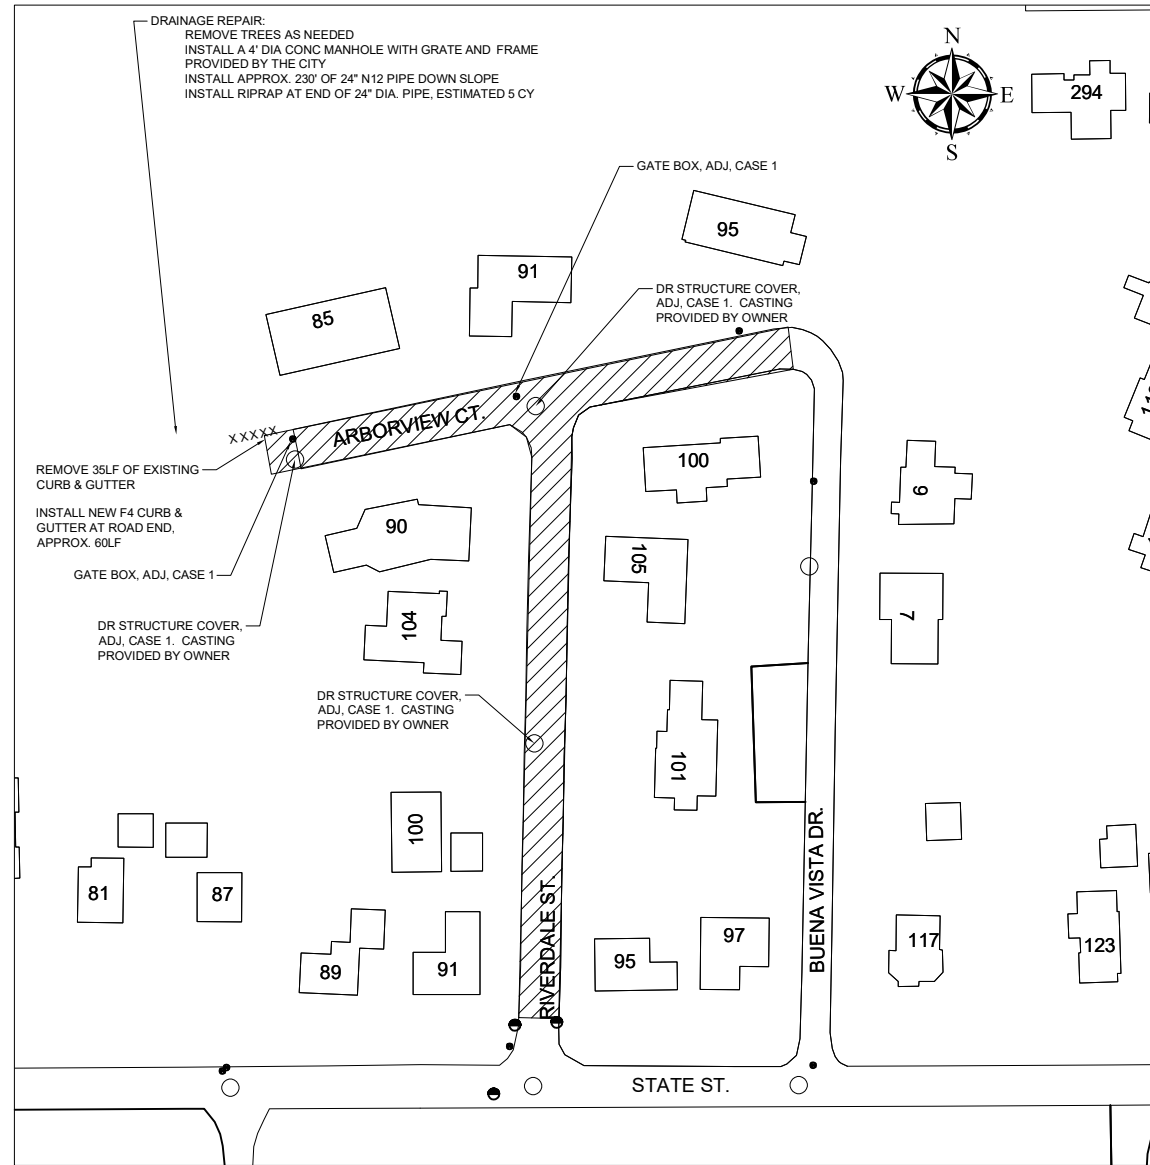 DRAINAGE REPAIR:
REMOVE TREES AS NEEDED
INSTALL A 4' DIA CONC MANHOLE WITH GRATE AND FRAME
PROVIDED BY THE CITY
INSTALL APPROX. 230' OF 24" N12 PIPE DOWN SLOPE
INSTALL RIPRAP AT END OF 24" DIA. PIPE, ESTIMATED 5 CY
N
W
E
S
294
GATE BOX, ADJ, CASE 1
95
91
85
DR STRUCTURE COVER,
ADJ, CASE 1. CASTING
PROVIDED BY OWNER
ARBORVIEW CT.
XXXXX
REMOVE 35LF OF EXISTING
CURB & GUTTER
INSTALL NEW F4 CURB &
GUTTER AT ROAD END,
APPROX. 60LF
GATE BOX, ADJ, CASE 1
DR STRUCTURE COVER,
ADJ, CASE 1. CASTING
PROVIDED BY OWNER
90
104
100
105
9
7
DR STRUCTURE COVER,
ADJ, CASE 1. CASTING
PROVIDED BY OWNER
101
100
81
87
89
91
RIVERDALE ST.
95
97
BUENA VISTA DR.
117
123
STATE ST.